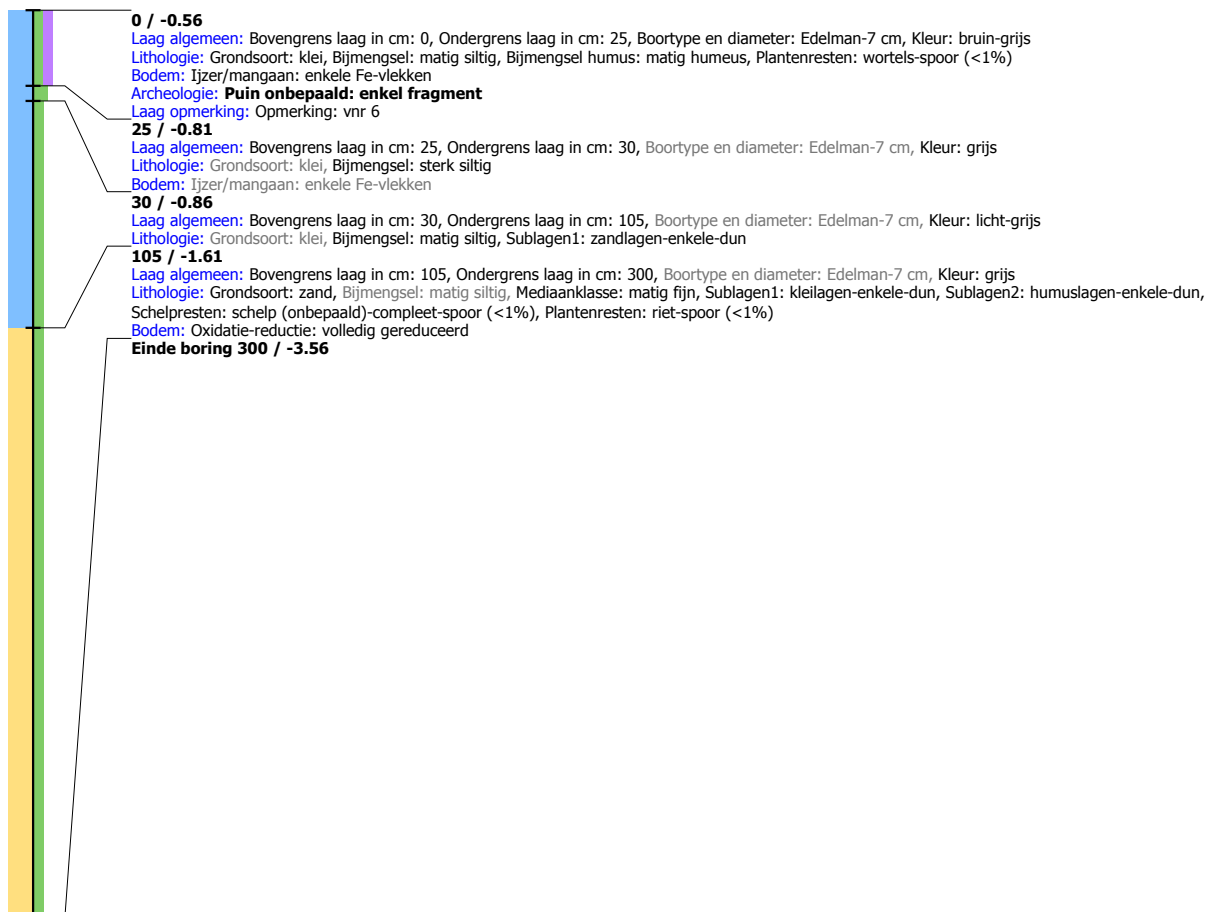 0 / -0.56
Laag algemeen: Bovengrens laag in cm: 0, Ondergrens laag in cm: 25, Boortype en diameter: Edelman-7 cm, Kleur: bruin-grijs
Lithologie: Grondsoort: klei, Bijmengsel: matig siltig, Bijmengsel humus: matig humeus, Plantenresten: wortels-spoor (<1%)
Bodem: Ijzer/mangaan: enkele Fe-vlekken
Archeologie: Puin onbepaald: enkel fragment
Laag opmerking: Opmerking: vnr 6
25 / -0.81
Laag algemeen: Bovengrens laag in cm: 25, Ondergrens laag in cm: 30, Boortype en diameter: Edelman-7 cm, Kleur: grijs
Lithologie: Grondsoort: klei, Bijmengsel: sterk siltig
Bodem: Ijzer/mangaan: enkele Fe-vlekken
30 / -0.86
Laag algemeen: Bovengrens laag in cm: 30, Ondergrens laag in cm: 105, Boortype en diameter: Edelman-7 cm, Kleur: licht-grijs
Lithologie: Grondsoort: klei, Bijmengsel: matig siltig, Sublagen1: zandlagen-enkele-dun
105 / -1.61
Laag algemeen: Bovengrens laag in cm: 105, Ondergrens laag in cm: 300, Boortype en diameter: Edelman-7 cm, Kleur: grijs
Lithologie: Grondsoort: zand, Bijmengsel: matig siltig, Mediaanklasse: matig fijn, Sublagen1: kleilagen-enkele-dun, Sublagen2: humuslagen-enkele-dun,
Schelpresten: schelp (onbepaald)-compleet-spoor (<1%), Plantenresten: riet-spoor (<1%)
Bodem: Oxidatie-reductie: volledig gereduceerd
Einde boring 300 / -3.56